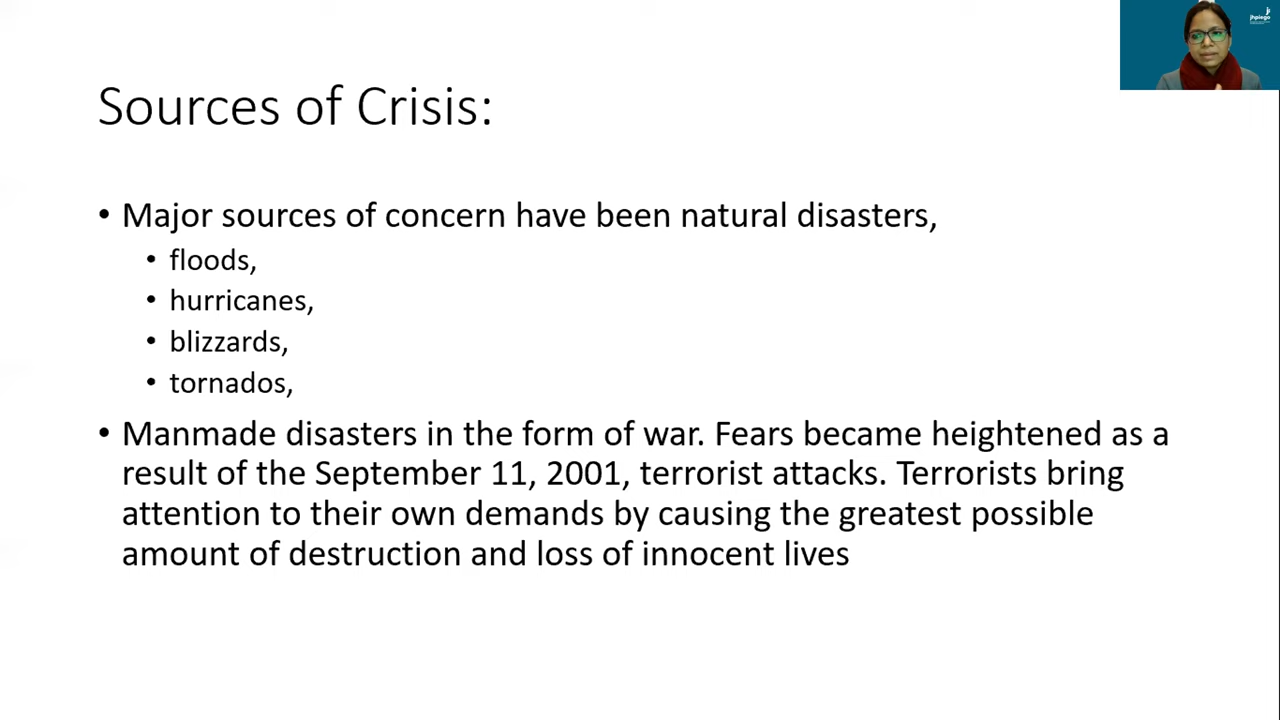 jhpiego
Sources of Crisis:
• Major sources of concern have been natural disasters,
• floods,
• hurricanes,
• blizzards,
• tornados,
• Manmade disasters in the form of war. Fears became heightened as a
result of the September 11, 2001, terrorist attacks. Terrorists bring
attention to their own demands by causing the greatest possible
amount of destruction and loss of innocent lives